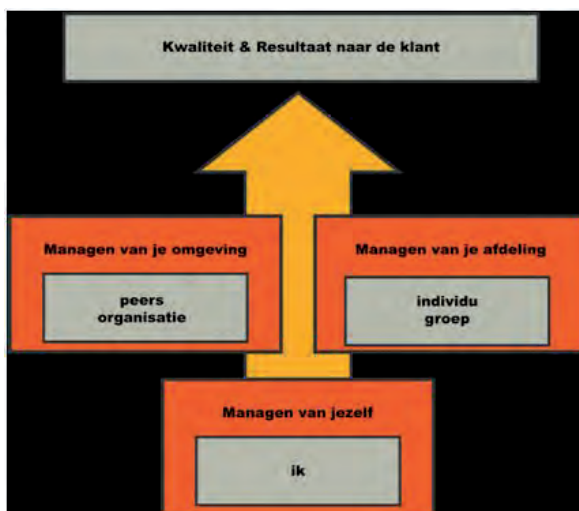 Kwaliteit & Resultaat naar de klant
Managen van je omgeving
peers
organisatie
Managen van je afdeling
individu
groep
Managen van jezelf
ik